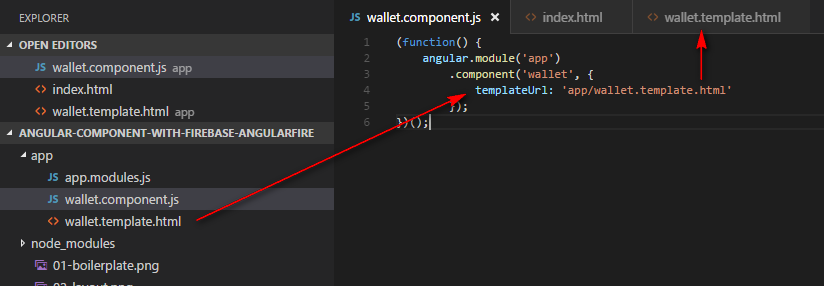 EXPLORER
OPEN EDITORS
JS wallet.component.js app
<> index.html
<> wallet.template.html app
ANGULAR-COMPONENT-WITH-FIREBASE-ANGULARFIRE
app
JS app.modules.js
JS wallet.component.js
<> wallet.template.html
node_modules
01-boilerplate.png
JS wallet.component.js
<> index.html
<> wallet.template.html
1 (function() {
2 angular.module('app')
3 .component('wallet', {
4 templateUrl: 'app/wallet.template.html'
5 });
6 })();